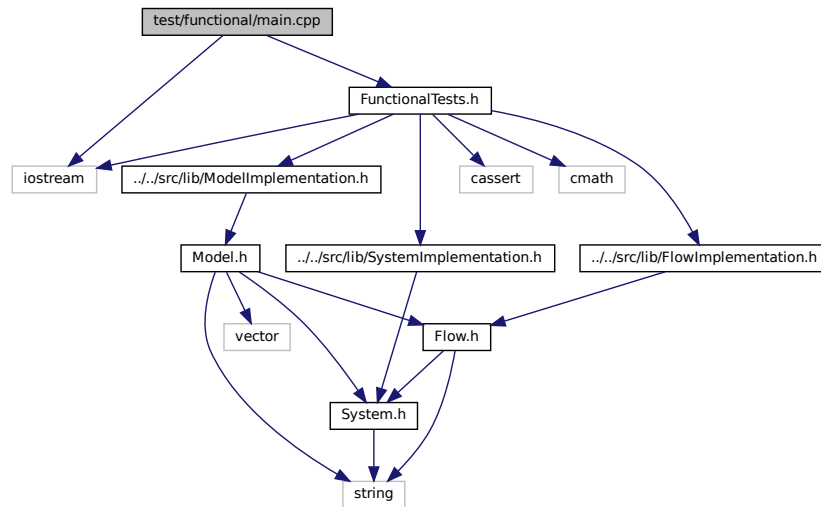 test/functional/main.cpp
FunctionalTests.h
iostream
../../src/lib/ModelImplementation.h
cassert
cmath
Model.h
../../src/lib/SystemImplementation.h
../../src/lib/FlowImplementation.h
vector
Flow.h
System.h
string